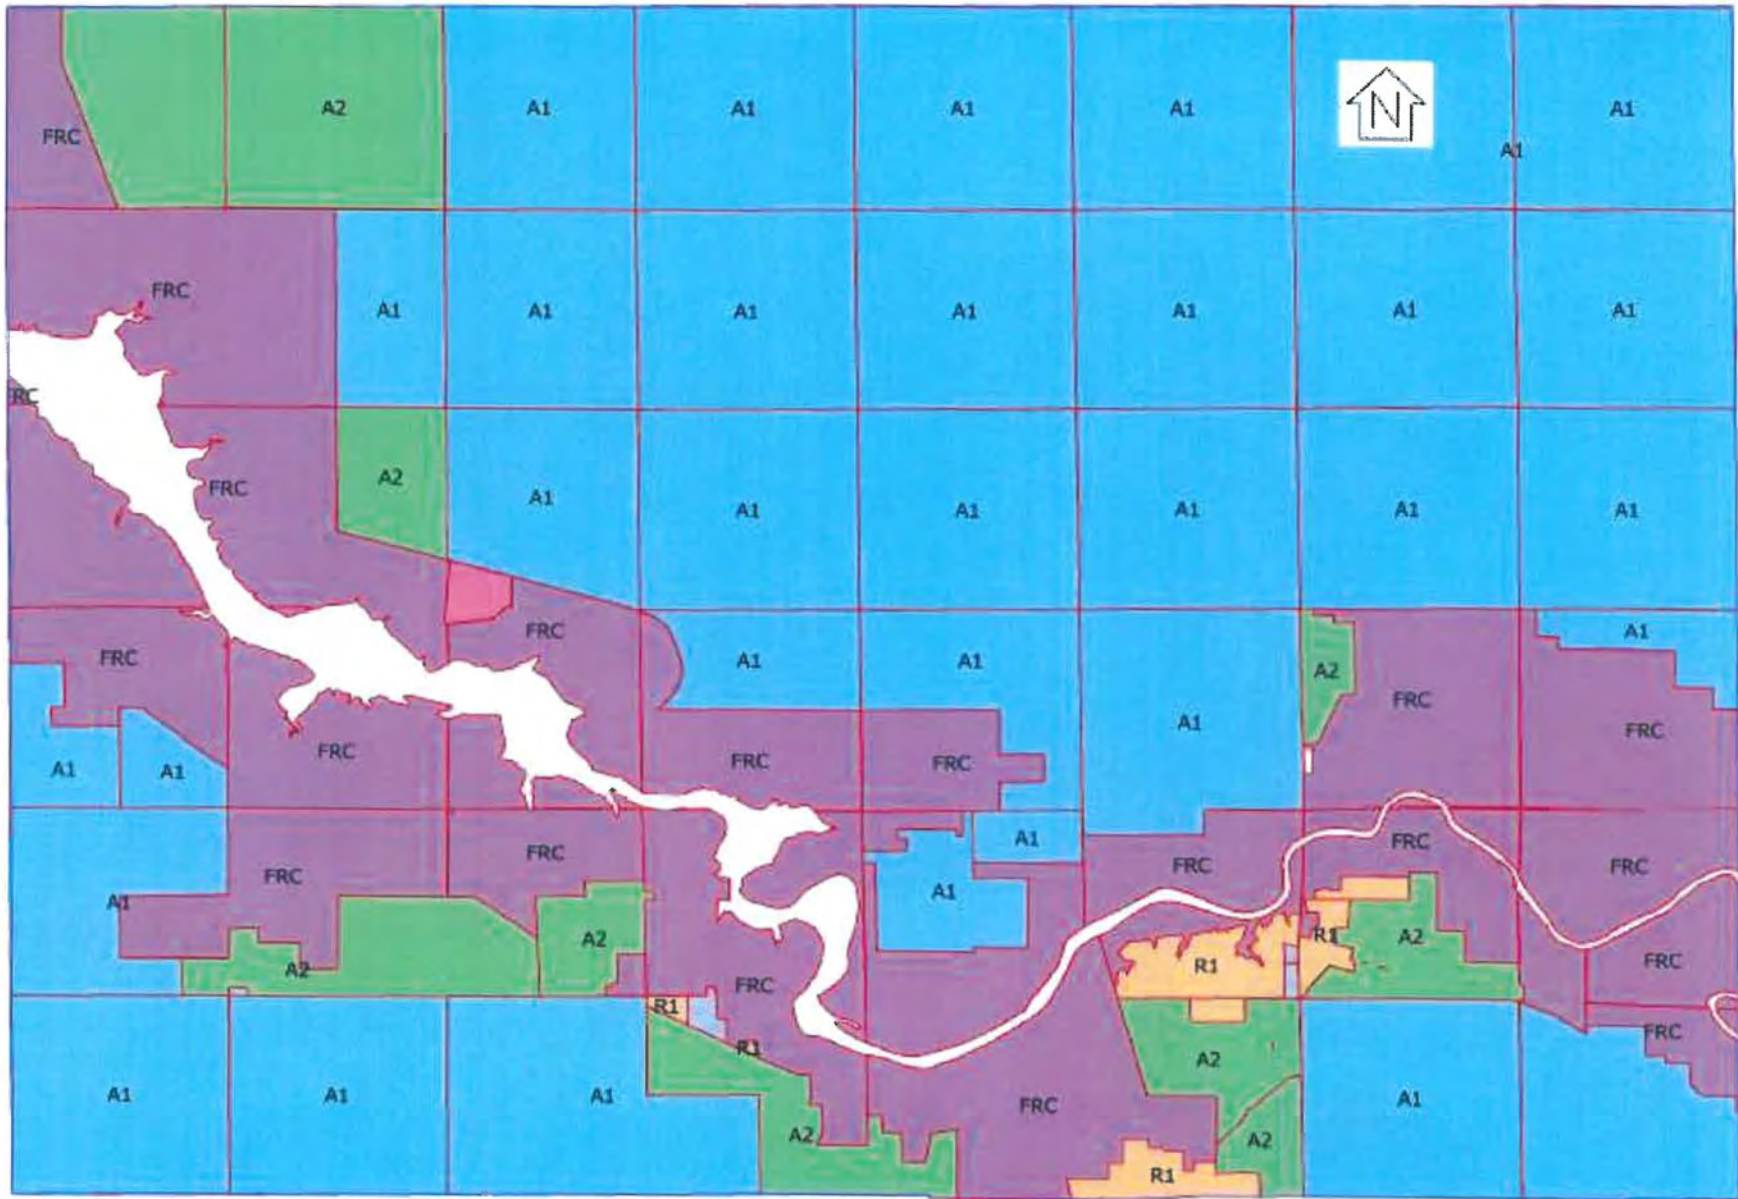 A2 A1 A1 A1 A1 N A1
FRC A1
FRC A1 A1 A1 A1 A1 A1 A1
RC
A2 A1 A1 A1 A1 A1 A1
FRC
FRC FRC A1 A1 A2 FRC A1
A1 A1 FRC FRC FRC A1 FRC
FRC FRC A1 FRC FRC FRC
A1 A1
A2 A2 FRC R1 R1 A2 FRC
R1 R1 FRC
A1 A1 A1 FRC A2 A1
A2 A2
R1